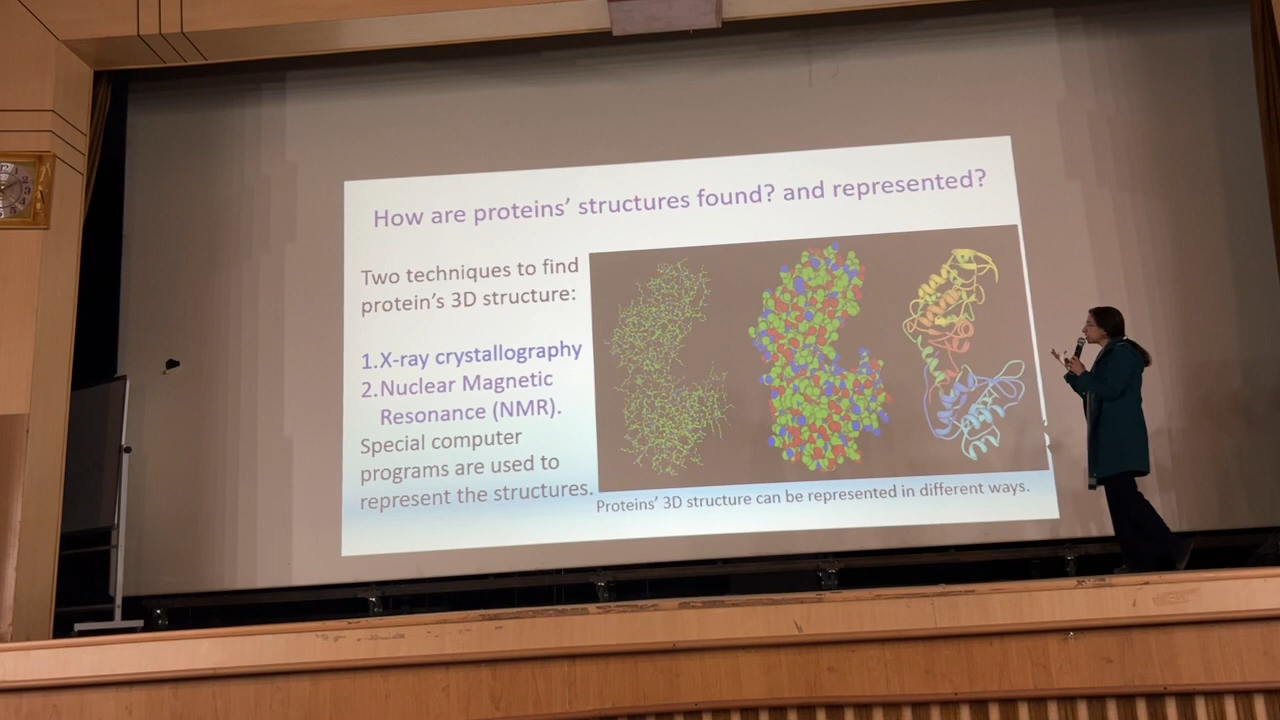 How are proteins’ structures found? and represented?
Two techniques to find
protein’s 3D structure:
1.X-ray crystallography
2.Nuclear Magnetic
Resonance (NMR).
Special computer
programs are used to
represent the structures.
Proteins’ 3D structure can be represented in different ways.